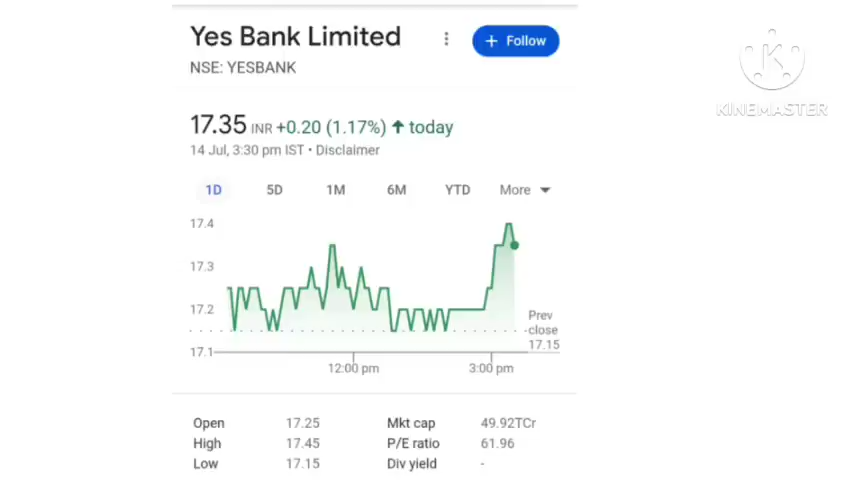 Yes Bank Limited
+ Follow
NSE: YESBANK
KINEMASTER
17.35 INR +0.20 (1.17%) ↑ today
14 Jul, 3:30 pm IST • Disclaimer
1D 5D 1M 6M YTD More
17.4
17.3
17.2
17.1
Prev
close
17.15
12:00 pm 3:00 pm
Open 17.25 Mkt cap 49.92TCr
High 17.45 P/E ratio 61.96
Low 17.15 Div yield -